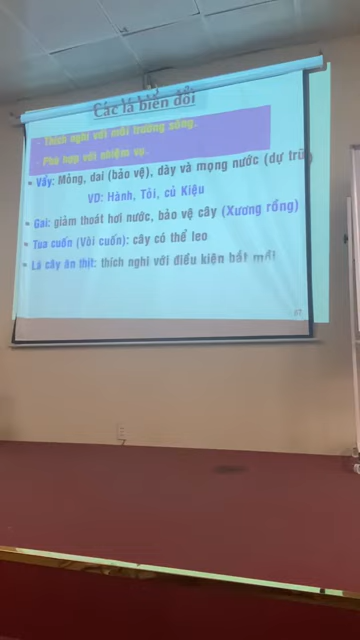 Các lá biến đổi
- Thích nghi với môi trường sống.
- Phù hợp với nhiệm vụ.
Vẩy: Mỏng, dai (bảo vệ), dày và mọng nước (dự trữ)
VD: Hành, Tỏi, củ Kiệu
Gai: giảm thoát hơi nước, bảo vệ cây (Xương rồng)
Tua cuốn (Vòi cuốn): cây có thể leo
Lá cây ăn thịt: thích nghi với điều kiện bắt mồi
87